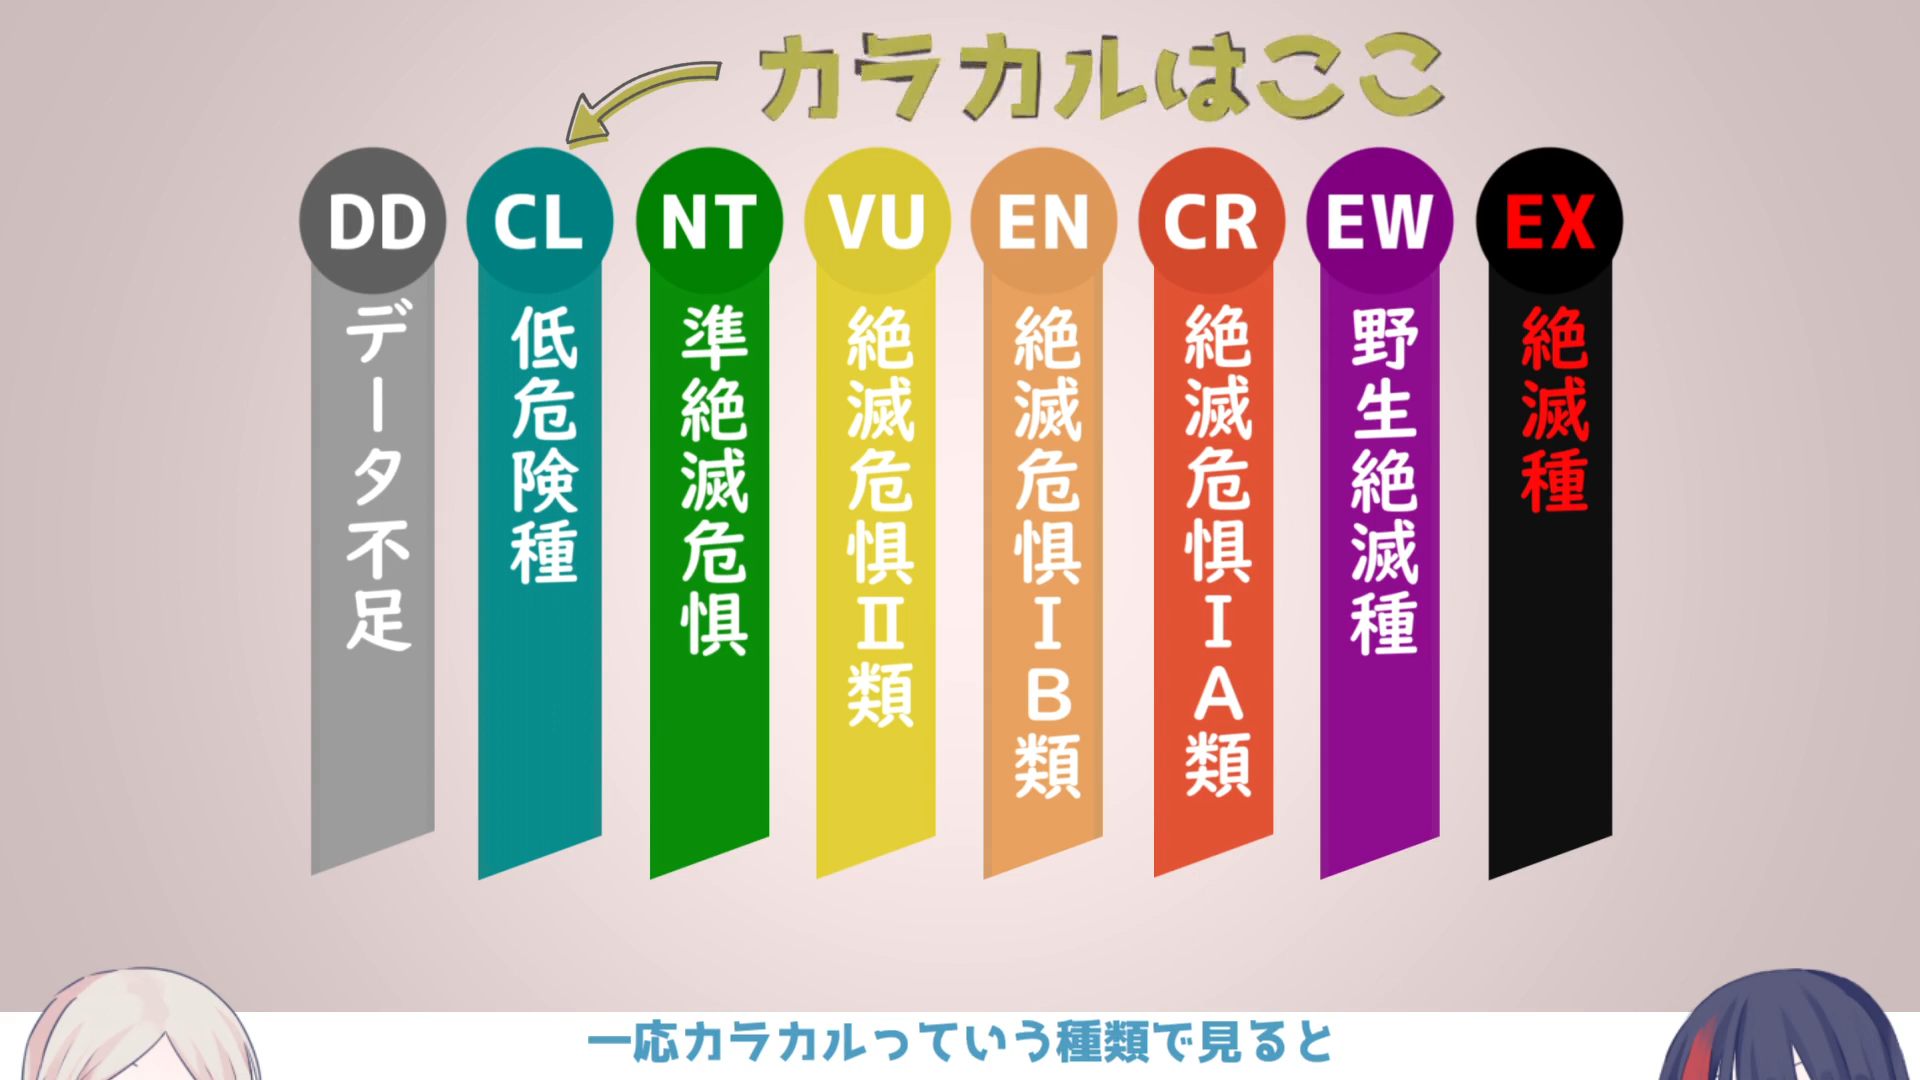 カラカルはここ
DD
データ不足
CL
低危険種
NT
準絶滅危惧
VU
絶滅危惧Ⅱ類
EN
絶滅危惧ⅠB類
CR
絶滅危惧ⅠA類
EW
野生絶滅種
EX
絶滅種
一応カラカルっていう種類で見ると